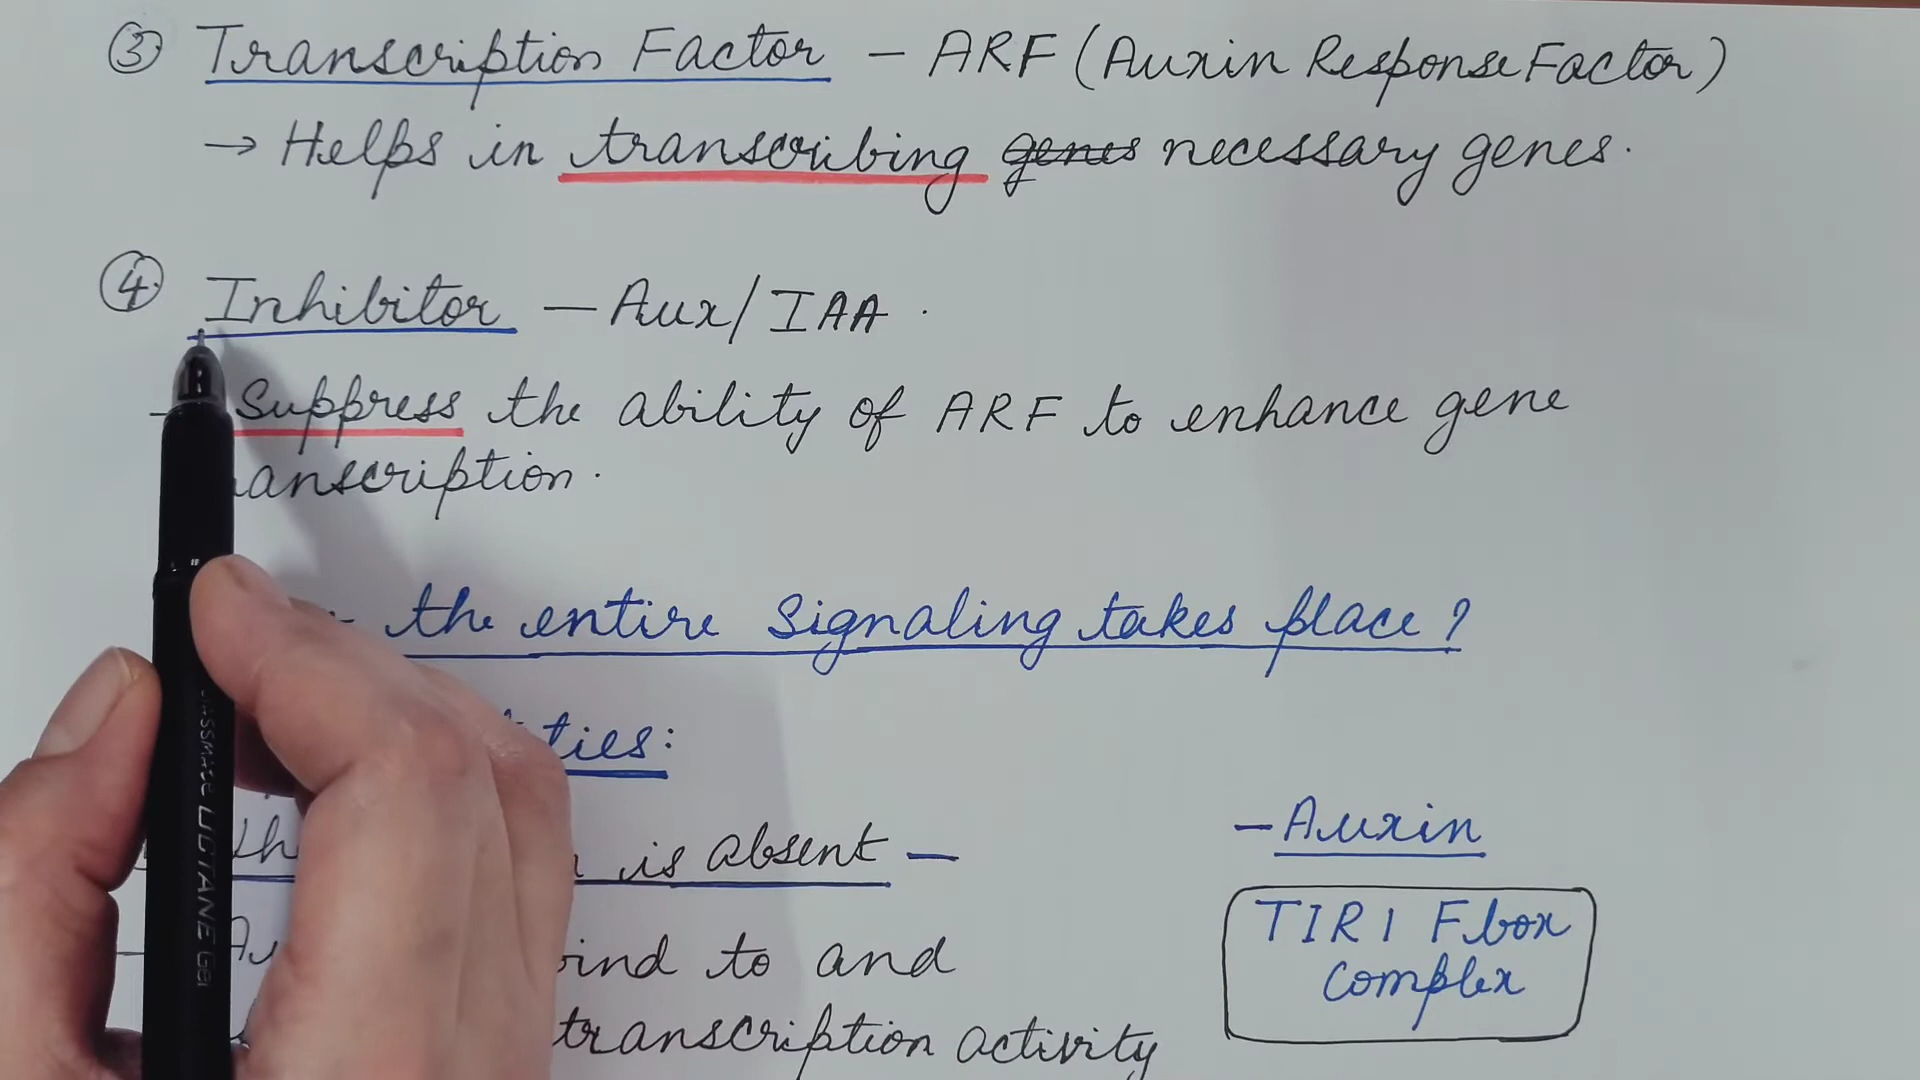 ③ Transcription Factor - ARF (Auxin Response Factor)
→ Helps in transcribing genes necessary genes.
④ Inhibitor - Aux/IAA.
Suppress the ability of ARF to enhance gene
anscription.
the entire Signaling takes place?
ties:
is absent -
- Auxin
TIR1 Fbox
Complex
ind to and
transcription activity
OCTANE Gel